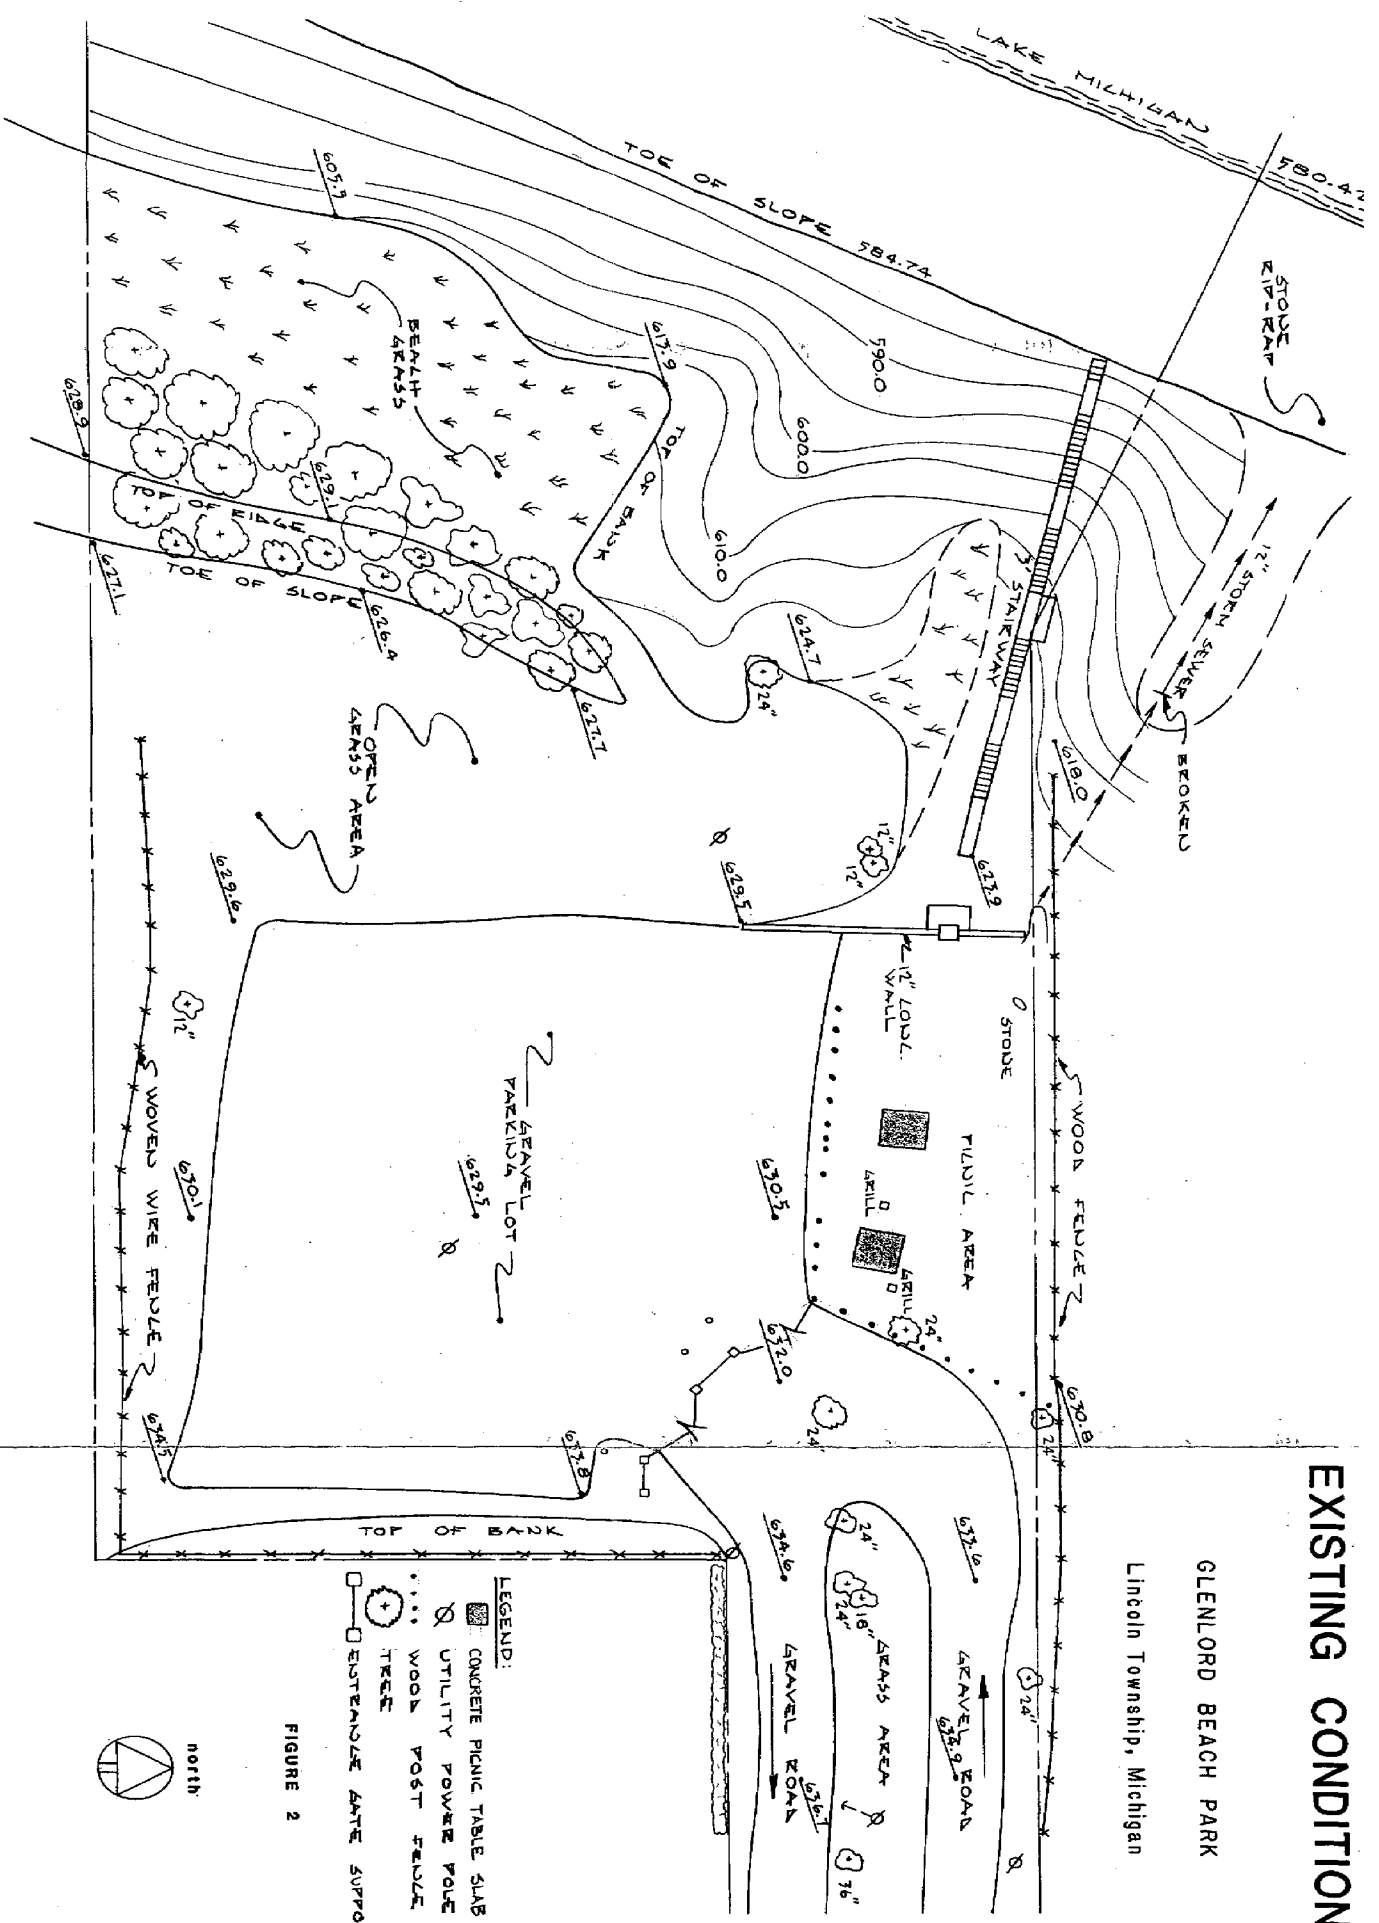 EXISTING CONDITION
GLENLORD BEACH PARK
Lincoln Township, Michigan
LAKE MICHIGAN
580.4
STONE
RIP-RAP
TOE OF SLOPE 584.74
12" STORM SEWER
BROKEN
590.0
600.0
610.0
605.9
618.0
STAIRWAY
TOP OF BANK
624.7
24"
623.9
BEACH
GRASS
628.9
629.1
TOP OF RIDGE
TOE OF SLOPE
627.1
626.4
627.7
OPEN
GRASS AREA
12"
12"
629.5
629.6
12"
12" CONC.
WALL
STONE
WOOD FENCE
PICNIC AREA
GRILL
GRILL
24"
630.5
GRAVEL
PARKING LOT
629.5
630.1
WOVEN WIRE FENCE
632.0
24"
630.8
24"
634.5
633.8
TOP OF BANK
634.6
633.6
24"
18"
24"
GRASS AREA
GRAVEL ROAD
634.9
24"
GRAVEL ROAD
636.7
36"
LEGEND:
CONCRETE PICNIC TABLE SLAB
UTILITY POWER POLE
WOOD POST FENCE
TREE
ENTRANCE GATE SUPPO
FIGURE 2
north